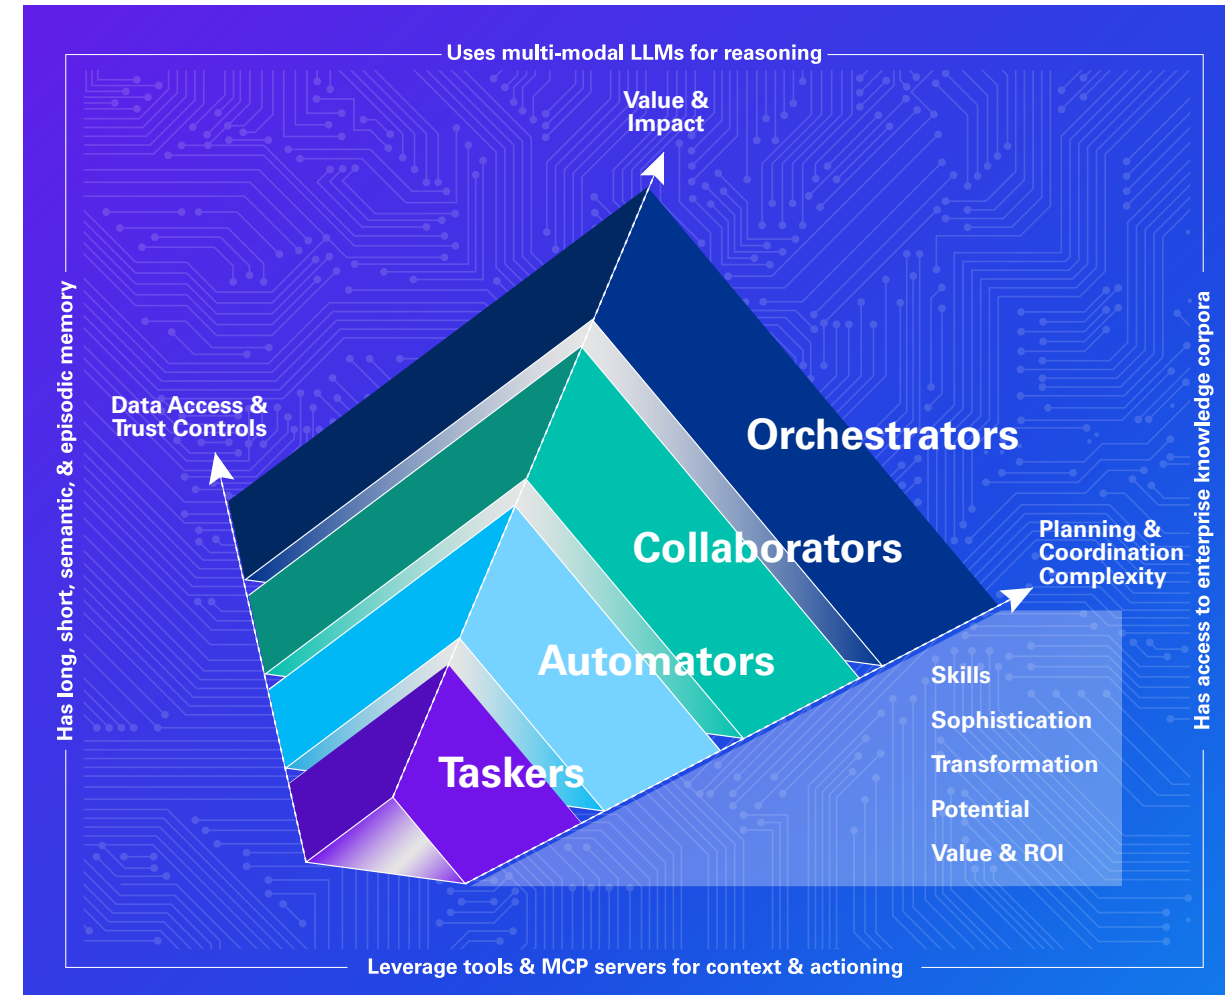 Uses multi-modal LLMs for reasoning
Value &
Impact
Has long, short, semantic, & episodic memory
Data Access &
Trust Controls
Orchestrators
Collaborators
Automators
Taskers
Planning &
Coordination
Complexity
Has access to enterprise knowledge corpora
Skills
Sophistication
Transformation
Potential
Value & ROI
Leverage tools & MCP servers for context & actioning